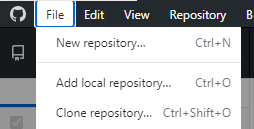 File Edit View Repository B
New repository... Ctrl+N
Add local repository... Ctrl+O
Clone repository... Ctrl+Shift+O